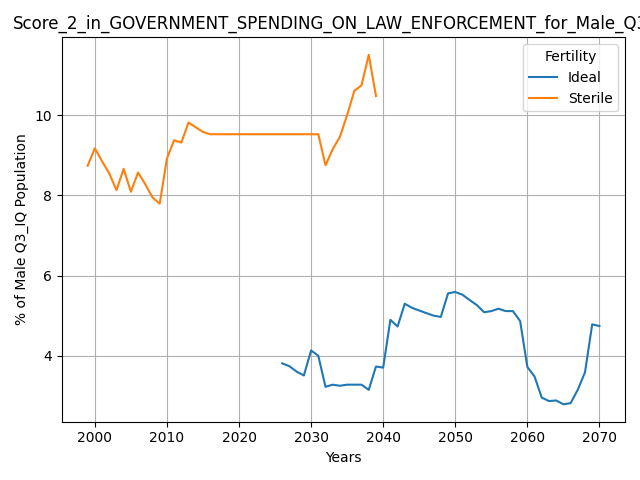 Score_2_in_GOVERNMENT_SPENDING_ON_LAW_ENFORCEMENT_for_Male_Q3
Fertility
Ideal
Sterile
% of Male Q3_IQ Population
10
8
6
4
2000 2010 2020 2030 2040 2050 2060 2070
Years